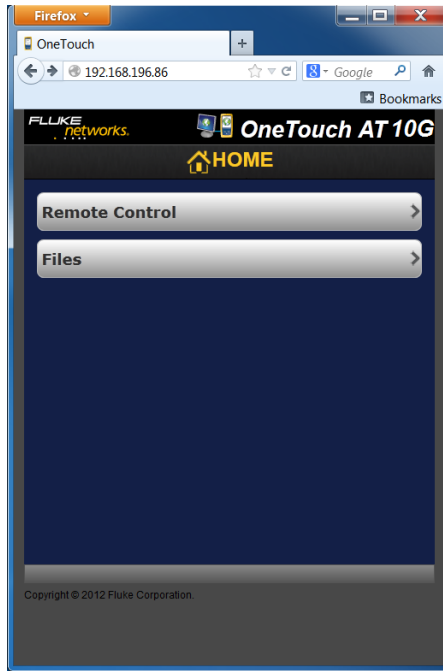 Firefox
OneTouch
+
192.168.196.86
8 Google
Bookmarks
FLUKE
networks.
OneTouch AT 10G
HOME
Remote Control
Files
Copyright © 2012 Fluke Corporation.